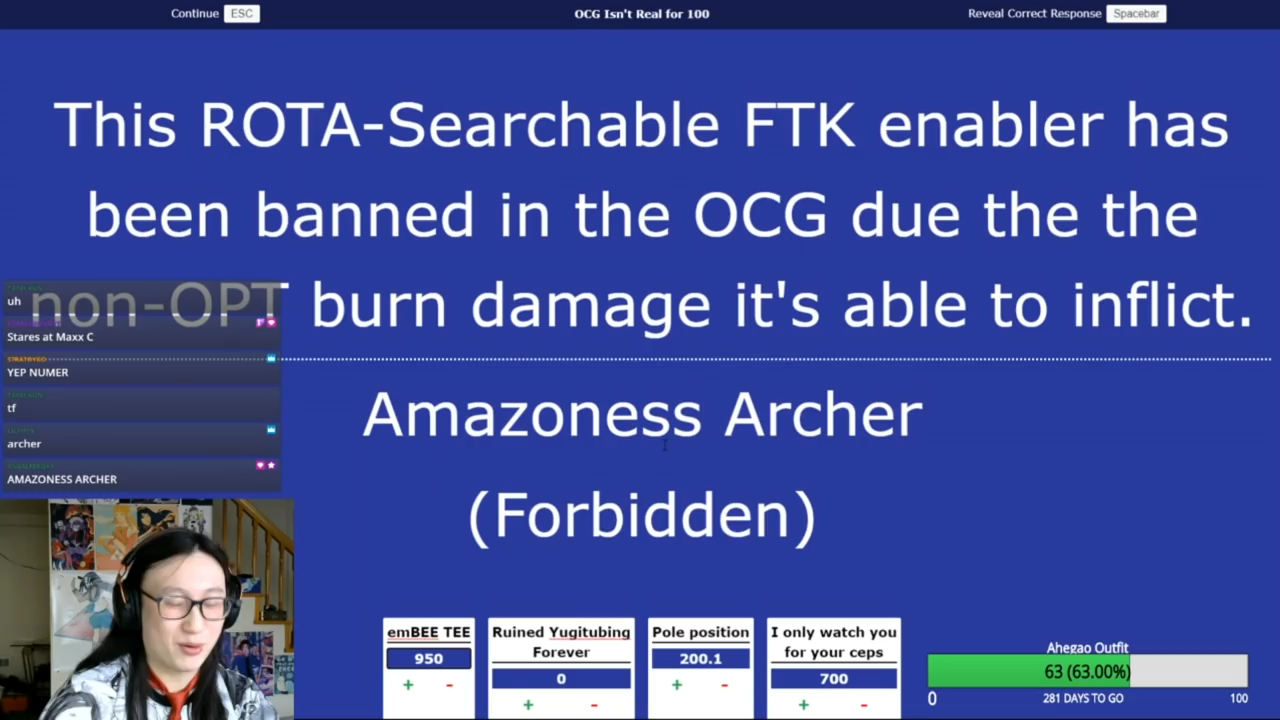 Continue ESC
OCG Isn't Real for 100
Reveal Correct Response Spacebar
This ROTA-Searchable FTK enabler has
been banned in the OCG due the the
non-OPT burn damage it's able to inflict.
Amazoness Archer
(Forbidden)
uh
Stares at Maxx C
YEP NUMER
tf
archer
AMAZONESS ARCHER
emBEE TEE
950
+ -
Ruined Yugitubing
Forever
0
+ -
Pole position
200.1
+ -
I only watch you
for your ceps
700
+ -
Ahegao Outfit
63 (63.00%)
0 281 DAYS TO GO 100